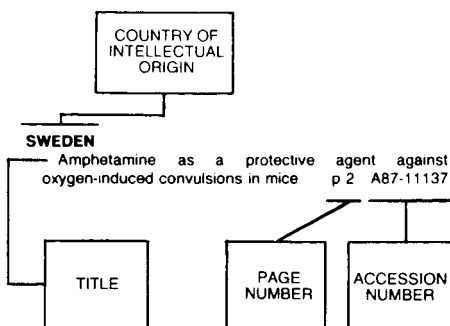 COUNTRY OF
INTELLECTUAL
ORIGIN
SWEDEN
Amphetamine as a protective agent against
oxygen-induced convulsions in mice p 2 A87-11137
TITLE
PAGE
NUMBER
ACCESSION
NUMBER